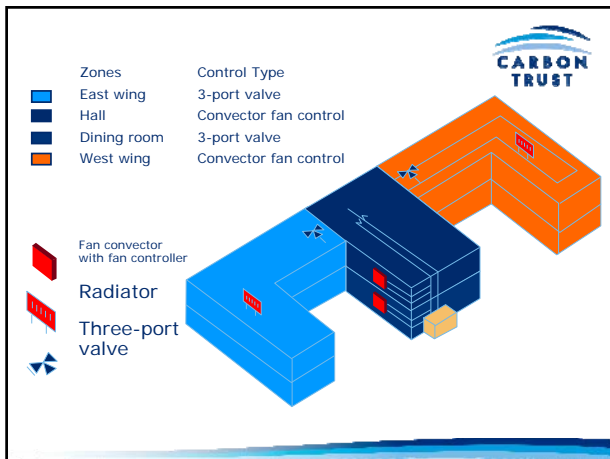 CARBON
TRUST
Zones Control Type
East wing 3-port valve
Hall Convector fan control
Dining room 3-port valve
West wing Convector fan control
Fan convector
with fan controller
Radiator
Three-port
valve